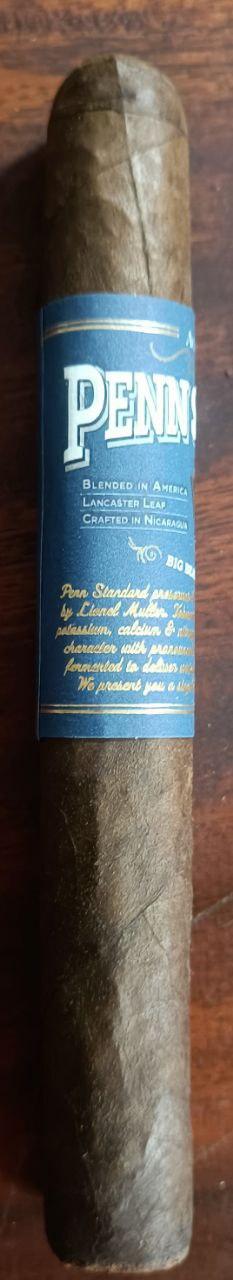 PENN
BLENDED IN AMERICA
LANCASTER LEAF
CRAFTED IN NICARAGUA
BIG
Penn Standard
by Lionel Muller.
potassium, calcium &
character with
fermented to deliver
We present you a